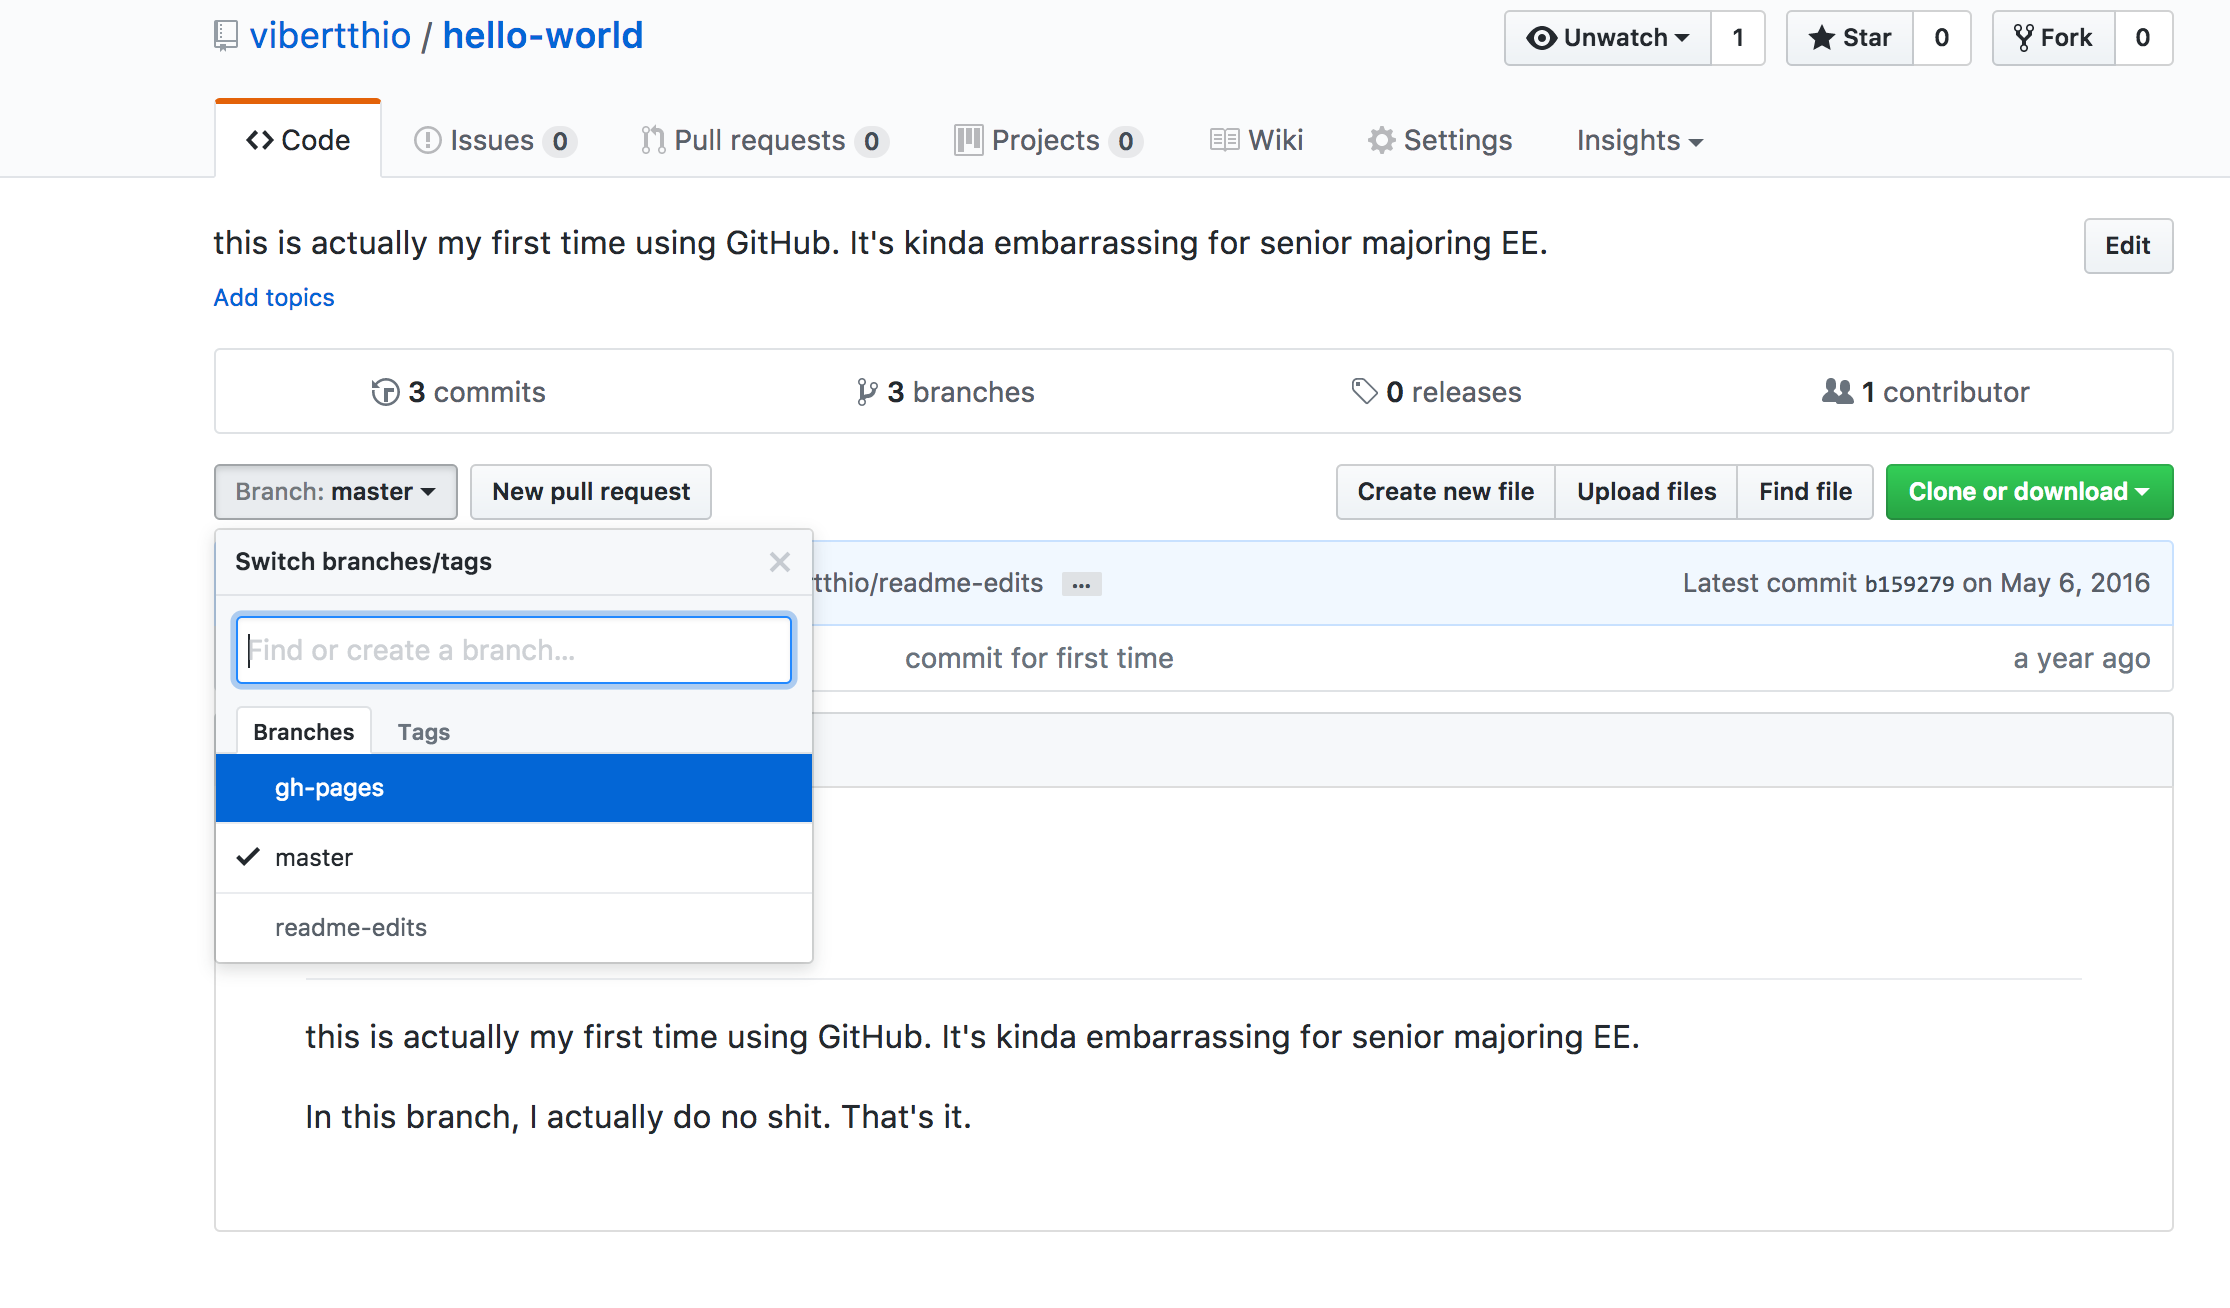 vibertthio / hello-world
Unwatch 1 Star 0 Fork 0
Code Issues 0 Pull requests 0 Projects 0 Wiki Settings Insights
this is actually my first time using GitHub. It's kinda embarrassing for senior majoring EE.
Edit
Add topics
3 commits 3 branches 0 releases 1 contributor
Branch: master New pull request Create new file Upload files Find file Clone or download
Switch branches/tags
tthio/readme-edits … Latest commit b159279 on May 6, 2016
Find or create a branch...
commit for first time a year ago
Branches Tags
gh-pages
master
readme-edits
this is actually my first time using GitHub. It's kinda embarrassing for senior majoring EE.
In this branch, I actually do no shit. That's it.